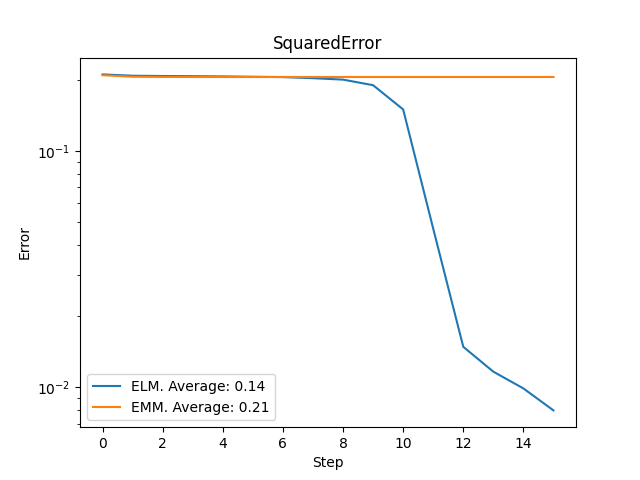 SquaredError
Error
10⁻¹
10⁻²
ELM. Average: 0.14
EMM. Average: 0.21
0 2 4 6 8 10 12 14
Step